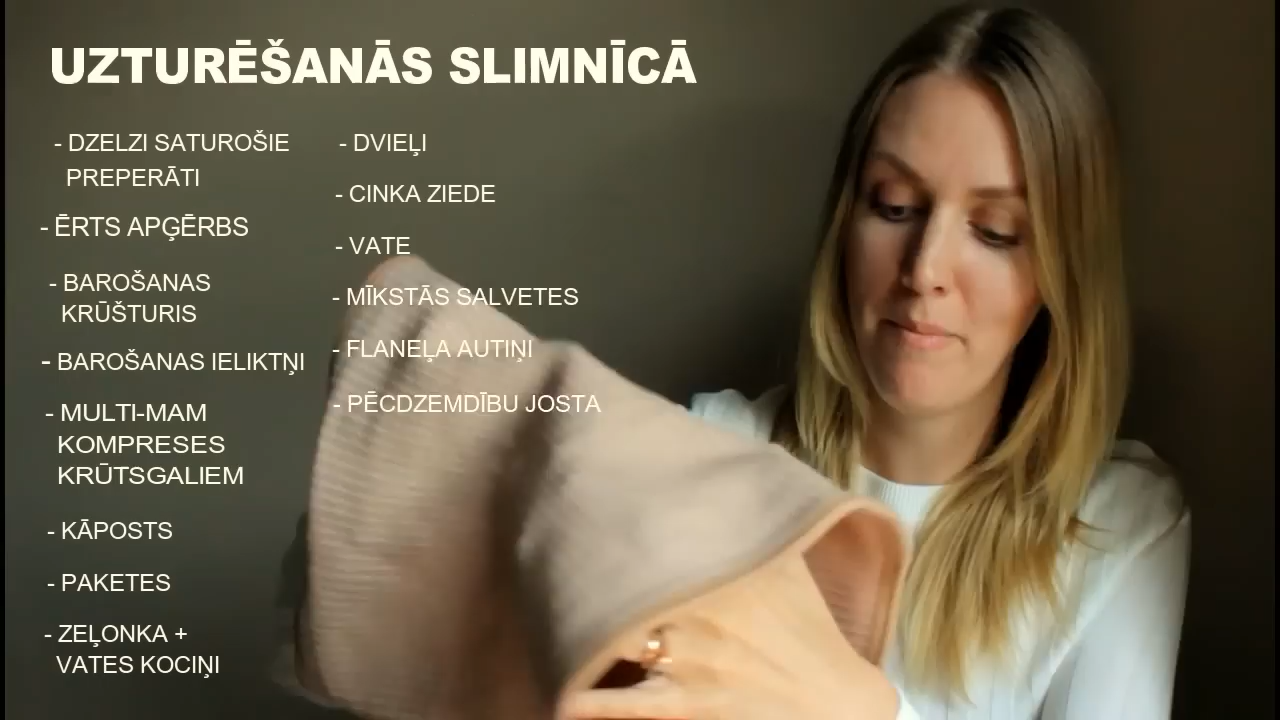 UZTURĒŠANĀS SLIMNĪCĀ
- DZELZI SATUROŠIE
PREPERĀTI
- ĒRTS APĢĒRBS
- BAROŠANAS
KRŪŠTURIS
- BAROŠANAS IELIKTŅI
- MULTI-MAM
KOMPRESES
KRŪTSGALIEM
- KĀPOSTS
- PAKETES
- ZEĻONKA +
VATES KOCIŅI
- DVIEĻI
- CINKA ZIEDE
- VATE
- MĪKSTĀS SALVETES
- FLANEĻA AUTIŅI
- PĒCDZEMDĪBU JOSTA